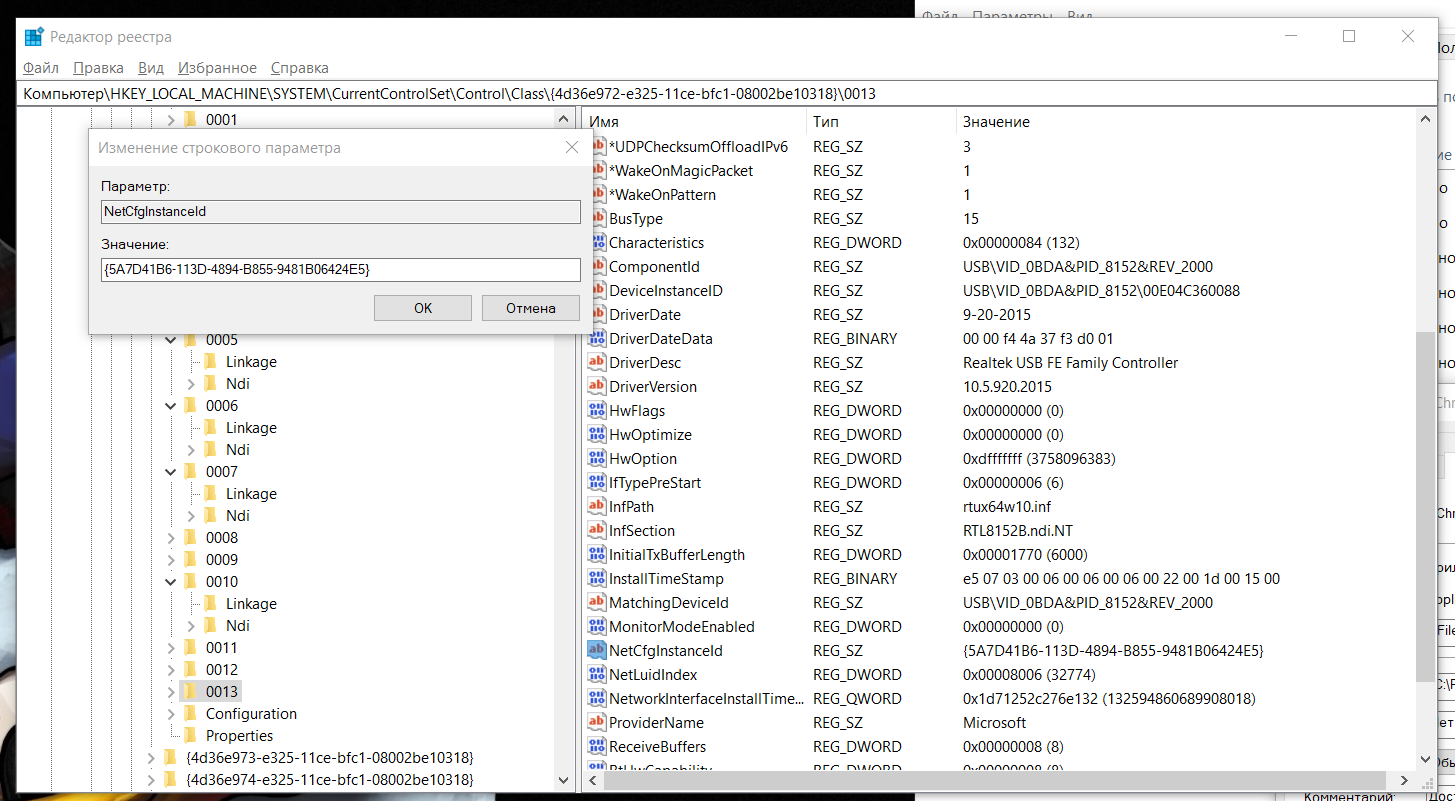 Файл Параметры Вид
Редактор реестра
Файл Правка Вид Избранное Справка
Компьютер\HKEY_LOCAL_MACHINE\SYSTEM\CurrentControlSet\Control\Class\{4d36e972-e325-11ce-bfc1-08002be10318}\0013
0001
Изменение строкового параметра
Параметр:
NetCfgInstanceId
Значение:
{5A7D41B6-113D-4894-B855-9481B06424E5}
OK Отмена
0005
Linkage
Ndi
0006
Linkage
Ndi
0007
Linkage
Ndi
0008
0009
0010
Linkage
Ndi
0011
0012
0013
Configuration
Properties
{4d36e973-e325-11ce-bfc1-08002be10318}
{4d36e974-e325-11ce-bfc1-08002be10318}
Имя Тип Значение
*UDPChecksumOffloadIPv6 REG_SZ 3
*WakeOnMagicPacket REG_SZ 1
*WakeOnPattern REG_SZ 1
BusType REG_SZ 15
Characteristics REG_DWORD 0x00000084 (132)
ComponentId REG_SZ USB\VID_0BDA&PID_8152&REV_2000
DeviceInstanceID REG_SZ USB\VID_0BDA&PID_8152\00E04C360088
DriverDate REG_SZ 9-20-2015
DriverDateData REG_BINARY 00 00 f4 4a 37 f3 d0 01
DriverDesc REG_SZ Realtek USB FE Family Controller
DriverVersion REG_SZ 10.5.920.2015
HwFlags REG_DWORD 0x00000000 (0)
HwOptimize REG_DWORD 0x00000000 (0)
HwOption REG_DWORD 0xdfffffff (3758096383)
IfTypePreStart REG_DWORD 0x00000006 (6)
InfPath REG_SZ rtux64w10.inf
InfSection REG_SZ RTL8152B.ndi.NT
InitialTxBufferLength REG_DWORD 0x00001770 (6000)
InstallTimeStamp REG_BINARY e5 07 03 00 06 00 06 00 06 00 22 00 1d 00 15 00
MatchingDeviceId REG_SZ USB\VID_0BDA&PID_8152&REV_2000
MonitorModeEnabled REG_DWORD 0x00000000 (0)
NetCfgInstanceId REG_SZ {5A7D41B6-113D-4894-B855-9481B06424E5}
NetLuidIndex REG_DWORD 0x00008006 (32774)
NetworkInterfaceInstallTime... REG_QWORD 0x1d71252c276e132 (132594860689908018)
ProviderName REG_SZ Microsoft
ReceiveBuffers REG_DWORD 0x00000008 (8)
RtHwCapability REG_DWORD 0x00000008 (8)
Комментарий: